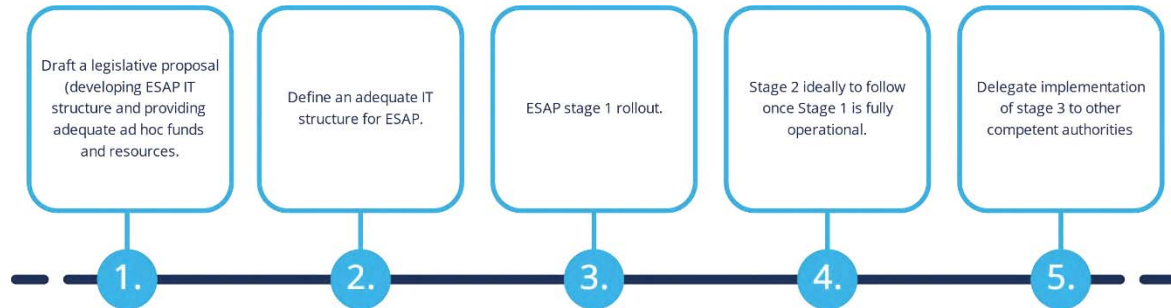 Draft a legislative proposal
(developing ESAP IT
structure and providing
adequate ad hoc funds
and resources.
Define an adequate IT
structure for ESAP.
ESAP stage 1 rollout.
Stage 2 ideally to follow
once Stage 1 is fully
operational.
Delegate implementation
of stage 3 to other
competent authorities
1.
2.
3.
4.
5.